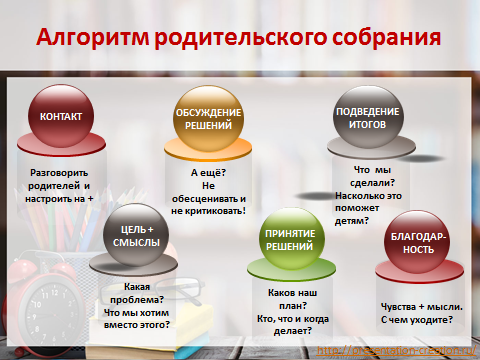 Алгоритм родительского собрания
КОНТАКТ
Разговорить
родителей и
настроить на +
ЦЕЛЬ +
СМЫСЛЫ
Какая
проблема?
Что мы хотим
вместо этого?
ОБСУЖДЕНИЕ
РЕШЕНИЙ
А ещё?
Не
обесценивать и
не критиковать!
ПРИНЯТИЕ
РЕШЕНИЙ
Каков наш
план?
Кто, что и когда
делает?
ПОДВЕДЕНИЕ
ИТОГОВ
Что мы
сделали?
Насколько это
поможет
детям?
БЛАГОДАР-
НОСТЬ
Чувства + мысли.
С чем уходите?
http://presentation-creation.ru/